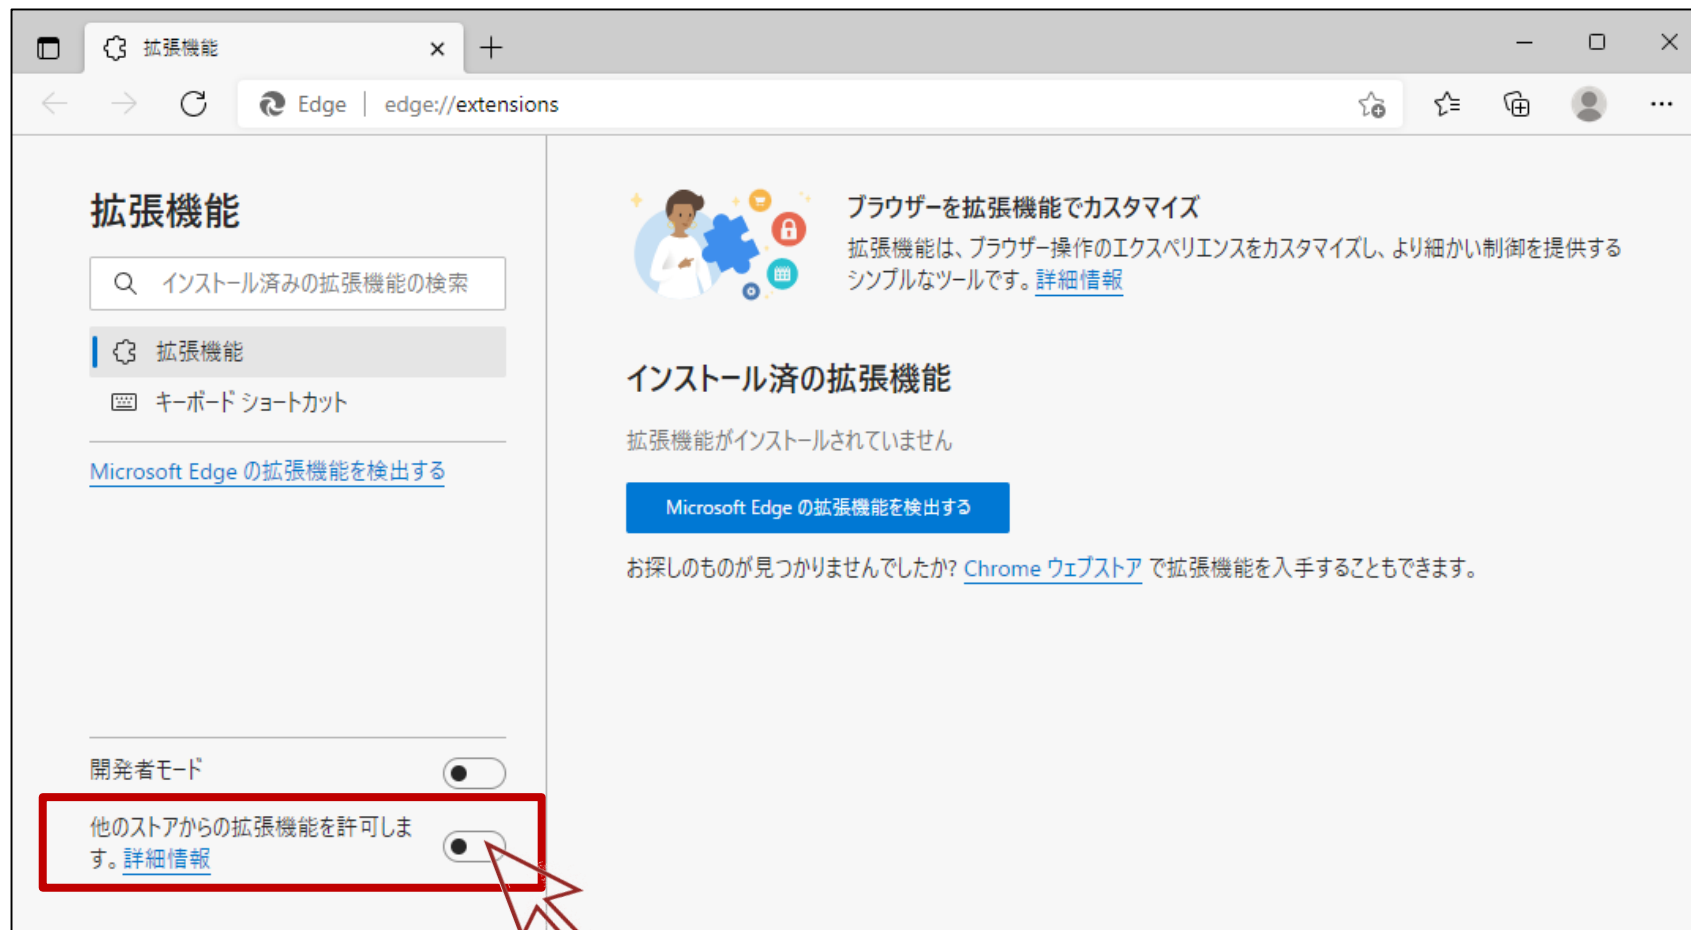 拡張機能
Edge | edge://extensions
拡張機能
インストール済みの拡張機能の検索
拡張機能
キーボード ショートカット
Microsoft Edge の拡張機能を検出する
開発者モード
他のストアからの拡張機能を許可しま
す。詳細情報
ブラウザーを拡張機能でカスタマイズ
拡張機能は、ブラウザー操作のエクスペリエンスをカスタマイズし、より細かい制御を提供する
シンプルなツールです。詳細情報
インストール済の拡張機能
拡張機能がインストールされていません
Microsoft Edge の拡張機能を検出する
お探しのものが見つかりませんでしたか? Chrome ウェブストア で拡張機能を入手することもできます。